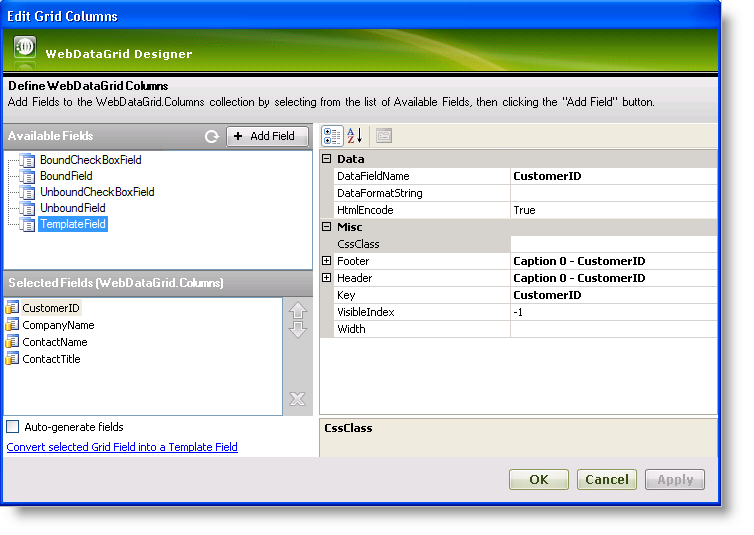 Edit Grid Columns
WebDataGrid Designer
Define WebDataGrid Columns
Add Fields to the WebDataGrid.Columns collection by selecting from the list of Available Fields, then clicking the "Add Field" button.
Available Fields
+ Add Field
BoundCheckBoxField
BoundField
UnboundCheckBoxField
UnboundField
TemplateField
Selected Fields (WebDataGrid.Columns)
CustomerID
CompanyName
ContactName
ContactTitle
Auto-generate fields
Convert selected Grid Field into a Template Field
A
Z
Data
DataFieldName CustomerID
DataFormatString
HtmlEncode True
Misc
CssClass
Footer Caption 0 - CustomerID
Header Caption 0 - CustomerID
Key CustomerID
VisibleIndex -1
Width
CssClass
OK
Cancel
Apply